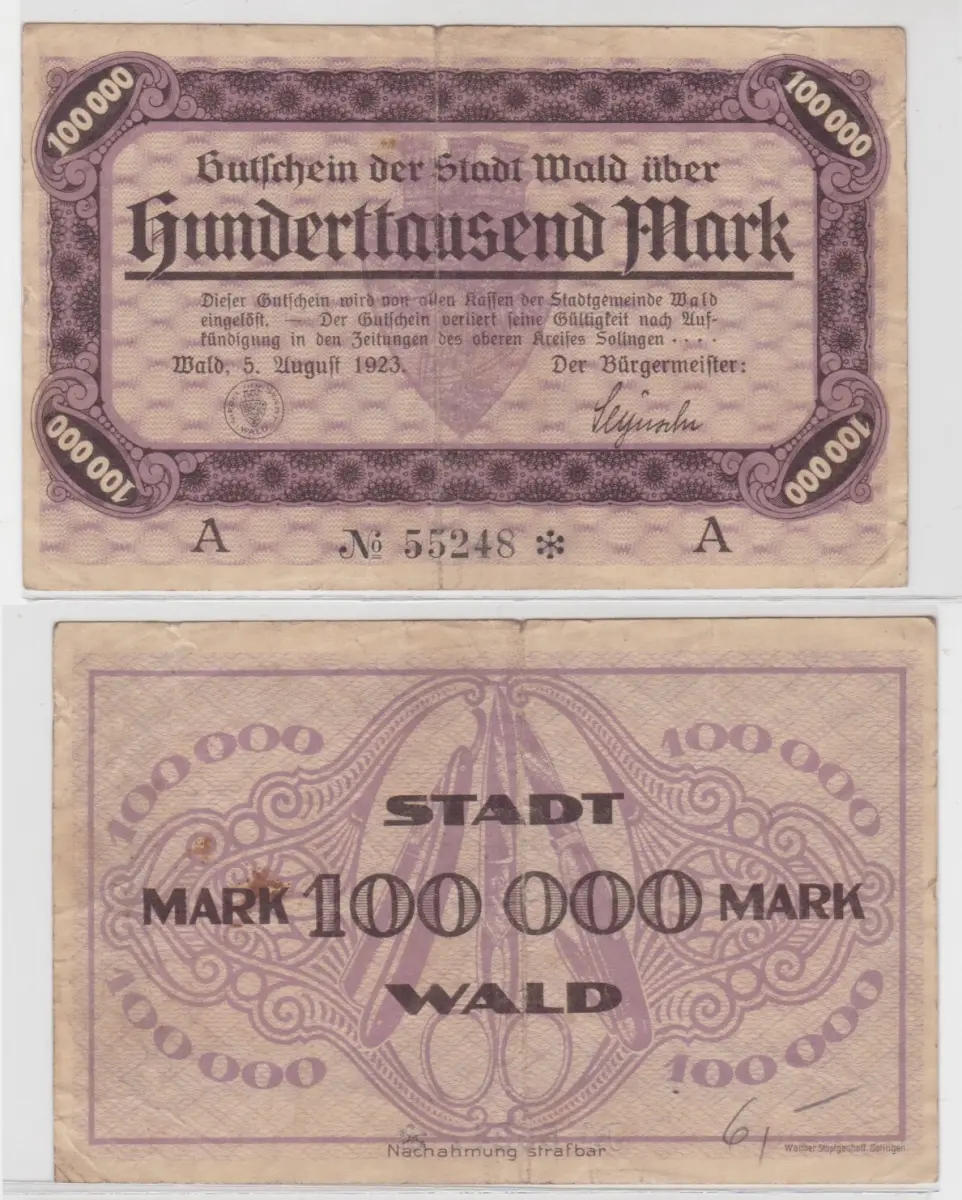 100 000
100 000
Gutschein der Stadt Wald über
Hunderttausend Mark
Dieser Gutschein wird von allen Kassen der Stadtgemeinde Wald
eingelöst. — Der Gutschein verliert seine Gültigkeit nach Auf-
kündigung in den Zeitungen des oberen Kreises Solingen . . . .
Wald, 5. August 1923.
Der Bürgermeister:
WALD
100 000
100 000
A
№ 55248 *
A
100 000
100 000
STADT
MARK 100 000 MARK
WALD
100 000
100 000
6,—
Nachahmung strafbar
Solingen